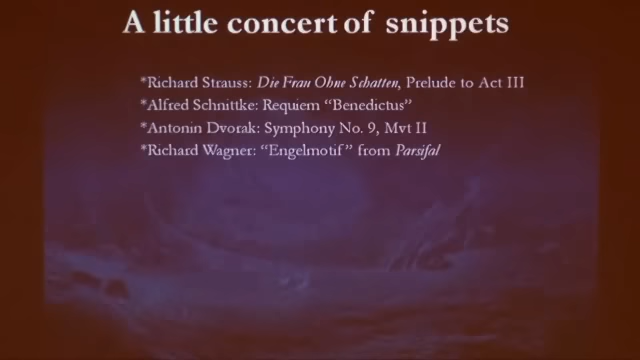 A little concert of snippets
*Richard Strauss: Die Frau Ohne Schatten, Prelude to Act III
*Alfred Schnittke: Requiem “Benedictus”
*Antonin Dvorak: Symphony No. 9, Mvt II
*Richard Wagner: “Engelmotif” from Parsifal